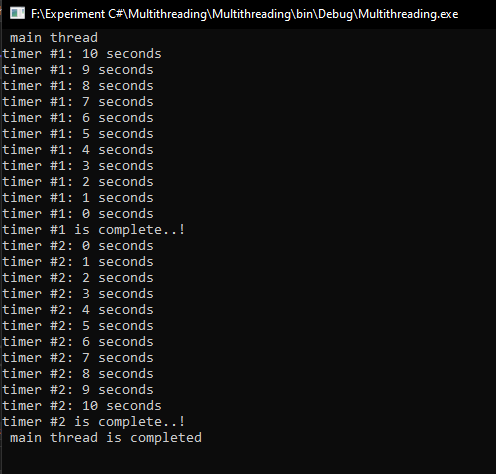 F:\Experiment C#\Multithreading\Multithreading\bin\Debug\Multithreading.exe
main thread
timer #1: 10 seconds
timer #1: 9 seconds
timer #1: 8 seconds
timer #1: 7 seconds
timer #1: 6 seconds
timer #1: 5 seconds
timer #1: 4 seconds
timer #1: 3 seconds
timer #1: 2 seconds
timer #1: 1 seconds
timer #1: 0 seconds
timer #1 is complete..!
timer #2: 0 seconds
timer #2: 1 seconds
timer #2: 2 seconds
timer #2: 3 seconds
timer #2: 4 seconds
timer #2: 5 seconds
timer #2: 6 seconds
timer #2: 7 seconds
timer #2: 8 seconds
timer #2: 9 seconds
timer #2: 10 seconds
timer #2 is complete..!
main thread is completed